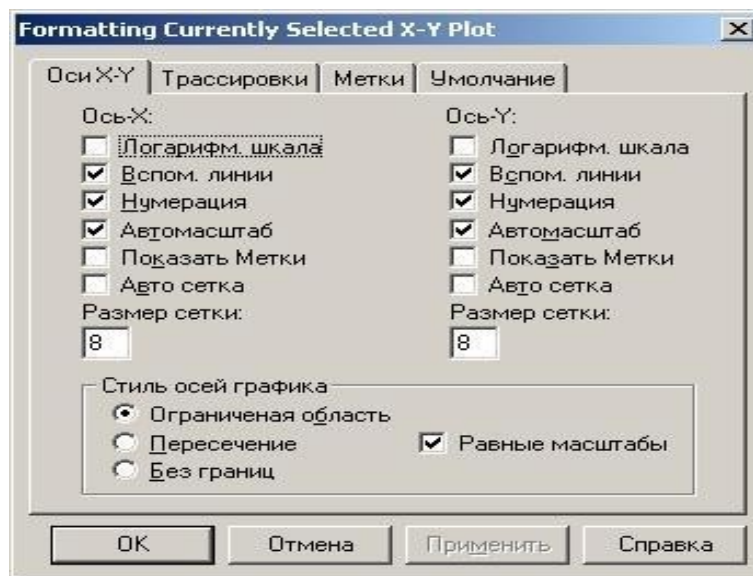 Formatting Currently Selected X-Y Plot
Оси X-Y Трассировки Метки Умолчание
Ось-X: Ось-Y:
Логарифм. шкала Логарифм. шкала
Вспом. линии Вспом. линии
Нумерация Нумерация
Автомасштаб Автомасштаб
Показать Метки Показать Метки
Авто сетка Авто сетка
Размер сетки: Размер сетки:
8 8
Стиль осей графика
Ограниченая область
Пересечение Равные масштабы
Без границ
OK Отмена Применить Справка